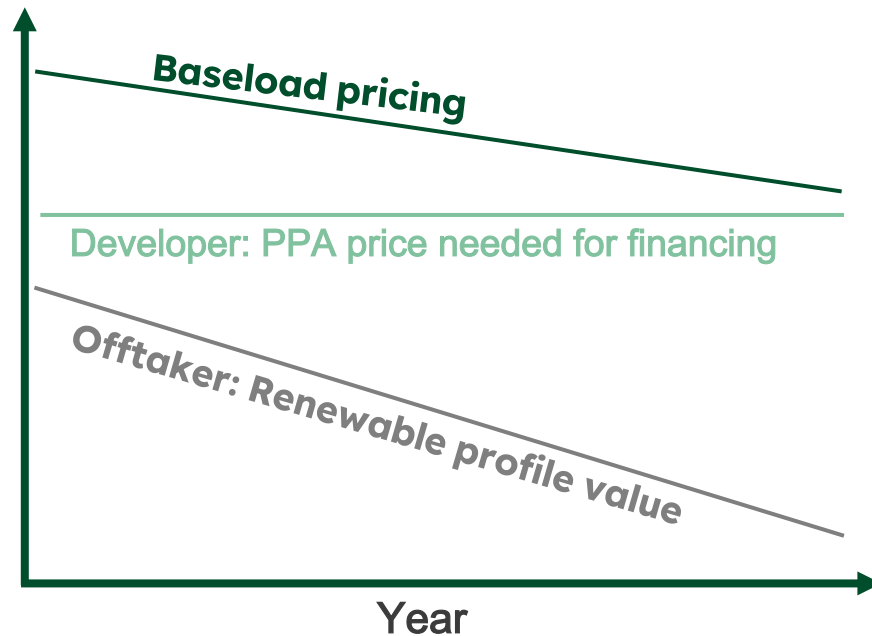 Baseload pricing
Developer: PPA price needed for financing
Offtaker: Renewable profile value
Year